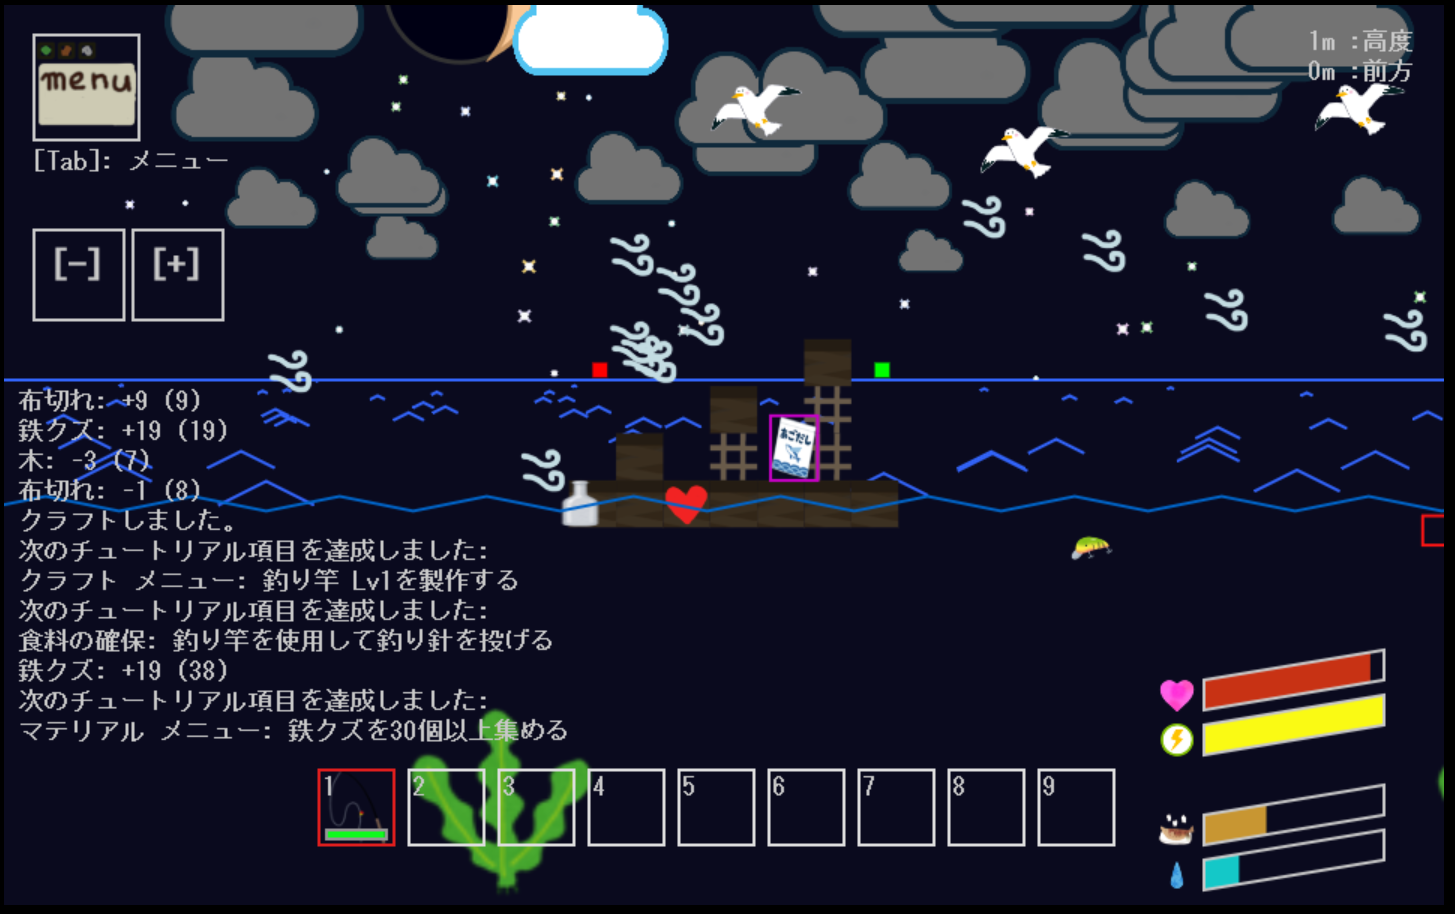 menu
[Tab]: メニュー
[-] [+]
1m :高度
0m :前方
あごだし
布切れ: +9 (9)
鉄クズ: +19 (19)
木: -3 (7)
布切れ: -1 (8)
クラフトしました。
次のチュートリアル項目を達成しました:
クラフト メニュー: 釣り竿 Lv1を製作する
次のチュートリアル項目を達成しました:
食料の確保: 釣り竿を使用して釣り針を投げる
鉄クズ: +19 (38)
次のチュートリアル項目を達成しました:
マテリアル メニュー: 鉄クズを30個以上集める
1 2 3 4 5 6 7 8 9